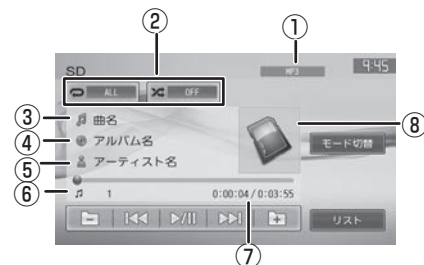 ② ①
SD MP3 9:45
ALL OFF
③ 曲名 ⑧
④ アルバム名 モード切替
⑤ アーティスト名
⑥ 1 0:00:04/0:03:55
リスト
⑦